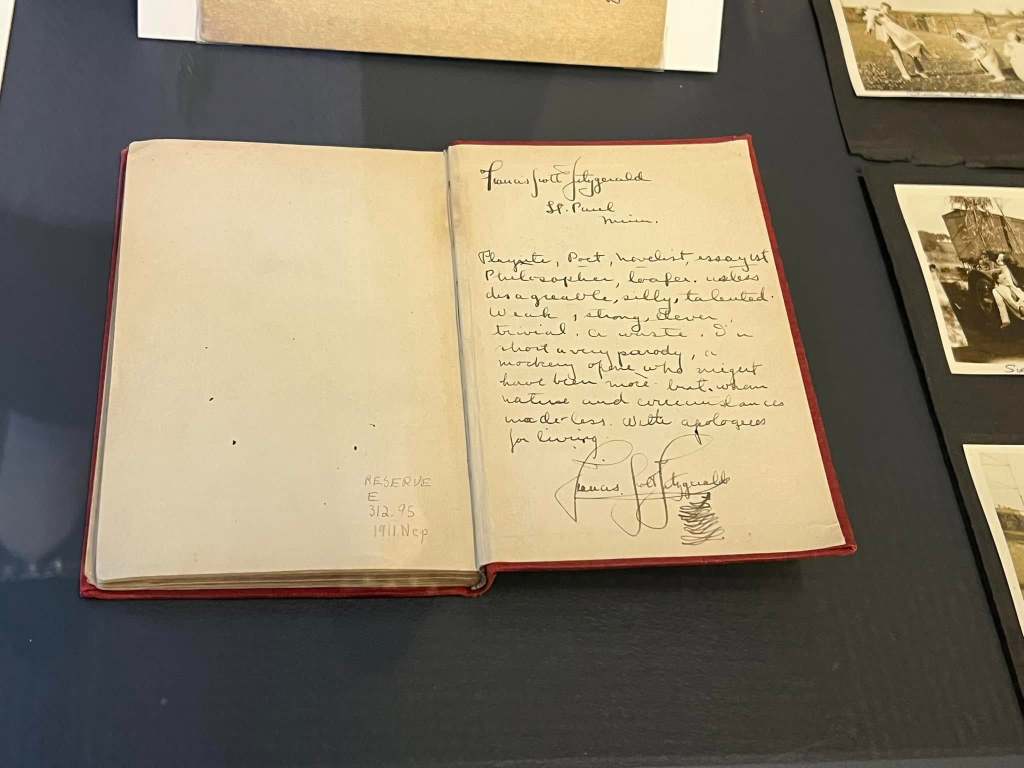 RESERVE
E
312.95
1911.Nep
Francis Scott Fitzgerald
St. Paul
Minn.
Playrite, Poet, Novelist, essayist
Philosopher, loafer. useless
disagreeable, silly, talented.
Weak, strong, clever,
trivial. a waste. In
short a very parody, a
mockery of one who might
have been more but whom
nature and circumstances
made less. With apologies
for living
Francis Scott Fitzgerald